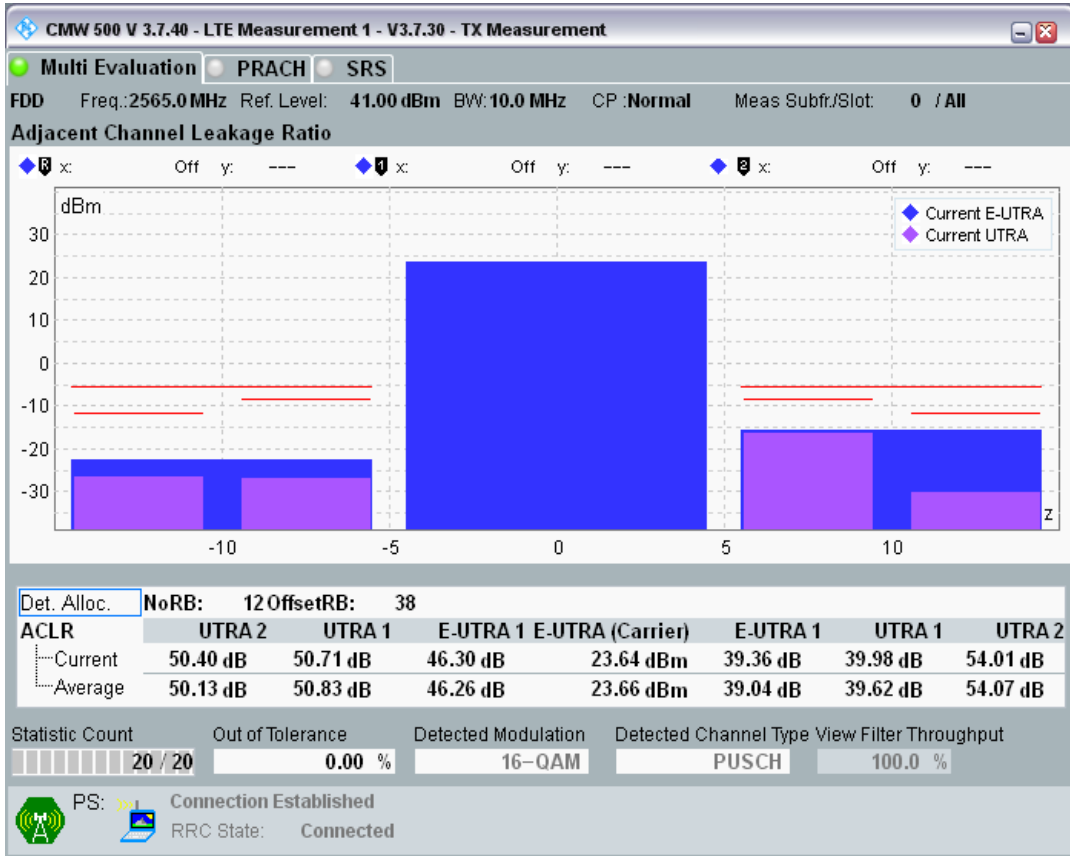 CMW 500 V 3.7.40 - LTE Measurement 1 - V3.7.30 - TX Measurement
Multi Evaluation PRACH SRS
FDD Freq.:2565.0 MHz Ref. Level: 41.00 dBm BW: 10.0 MHz CP :Normal Meas Subfr./Slot: 0 / All
Adjacent Channel Leakage Ratio
R x: Off y: --- 1 x: Off y: --- 2 x: Off y: ---
dBm
Current E-UTRA
Current UTRA
30
20
10
0
-10
-20
-30
z
-10 -5 0 5 10
Det. Alloc. NoRB: 12 OffsetRB: 38
ACLR UTRA 2 UTRA 1 E-UTRA 1 E-UTRA (Carrier) E-UTRA 1 UTRA 1 UTRA 2
Current 50.40 dB 50.71 dB 46.30 dB 23.64 dBm 39.36 dB 39.98 dB 54.01 dB
Average 50.13 dB 50.83 dB 46.26 dB 23.66 dBm 39.04 dB 39.62 dB 54.07 dB
Statistic Count Out of Tolerance Detected Modulation Detected Channel Type View Filter Throughput
20 / 20 0.00 % 16-QAM PUSCH 100.0 %
PS: Connection Established
RRC State: Connected